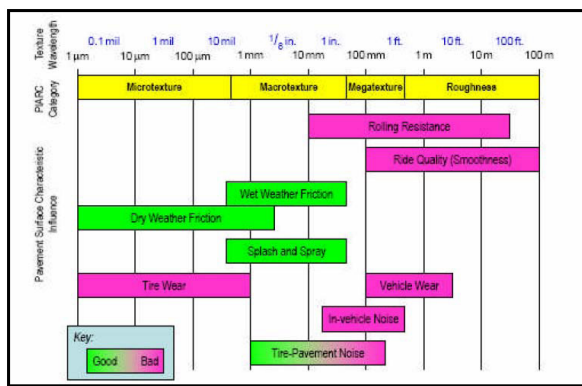 Texture Wavelength
0.1 mil 1 mil 10 mil 1/8 in. 1 in. 1 ft. 10 ft. 100 ft.
1 μm 10 μm 100 μm 1 mm 10 mm 100 mm 1 m 10 m 100 m
PIARC Category
Microtexture Macrotexture Megatexture Roughness
Pavement Surface Characteristic Influence
Rolling Resistance
Ride Quality (Smoothness)
Wet Weather Friction
Dry Weather Friction
Splash and Spray
Tire Wear Vehicle Wear
In-vehicle Noise
Tire-Pavement Noise
Key:
Good Bad